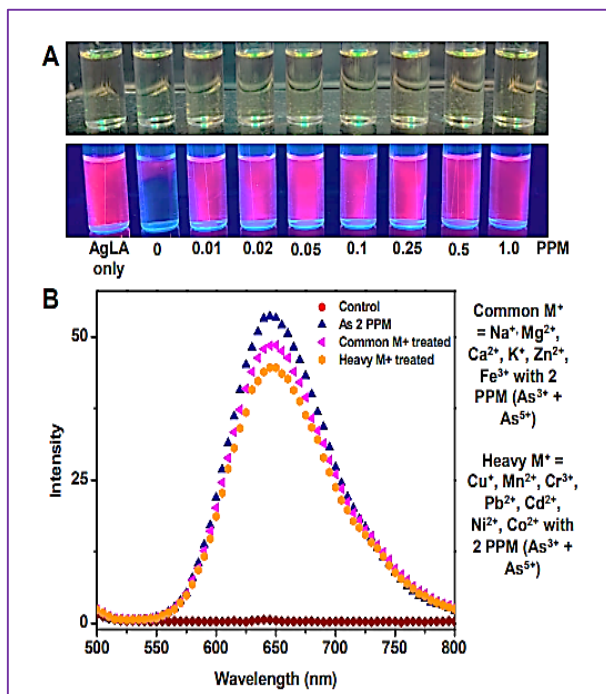 A
AgLA only 0 0.01 0.02 0.05 0.1 0.25 0.5 1.0 PPM
B
Control
As 2 PPM
Common M+ treated
Heavy M+ treated
50
25
0
Intensity
500 550 600 650 700 750 800
Wavelength (nm)
Common M⁺
= Na⁺, Mg²⁺,
Ca²⁺, K⁺, Zn²⁺,
Fe³⁺ with 2
PPM (As³⁺ +
As⁵⁺)
Heavy M⁺ =
Cu⁺, Mn²⁺, Cr³⁺,
Pb²⁺, Cd²⁺,
Ni²⁺, Co²⁺ with
2 PPM (As³⁺ +
As⁵⁺)